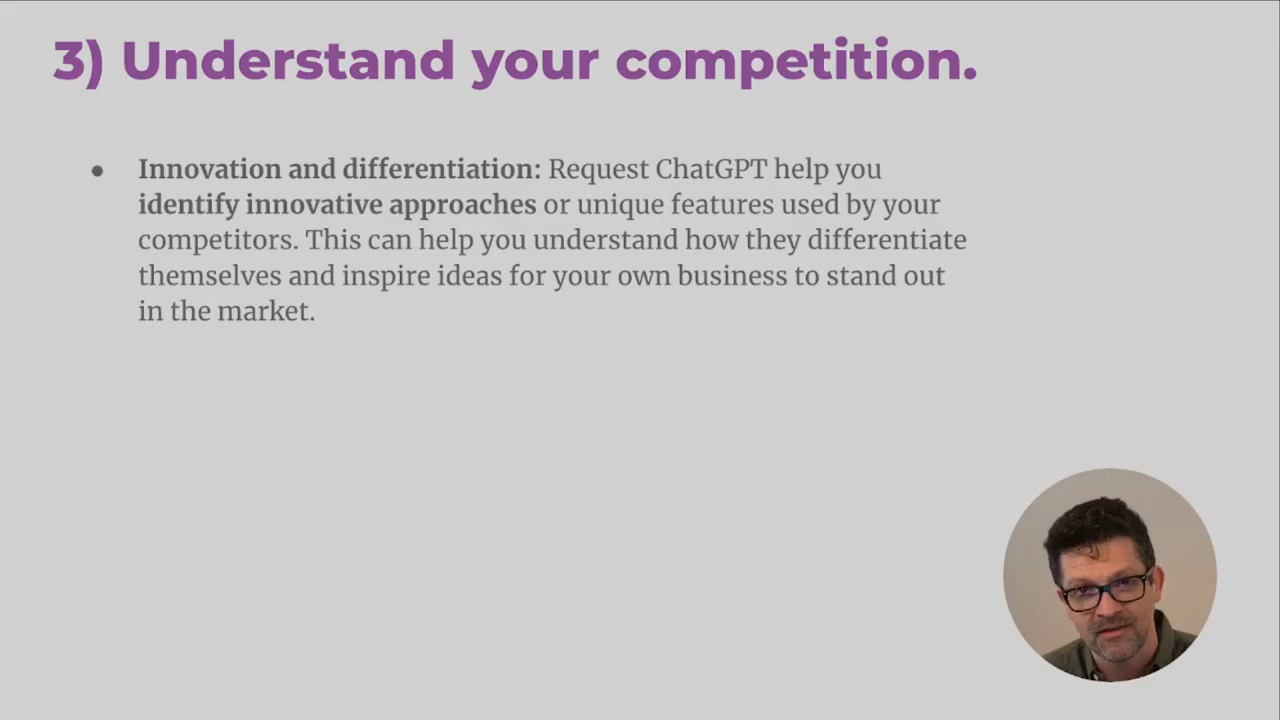 3) Understand your competition.
● Innovation and differentiation: Request ChatGPT help you
identify innovative approaches or unique features used by your
competitors. This can help you understand how they differentiate
themselves and inspire ideas for your own business to stand out
in the market.